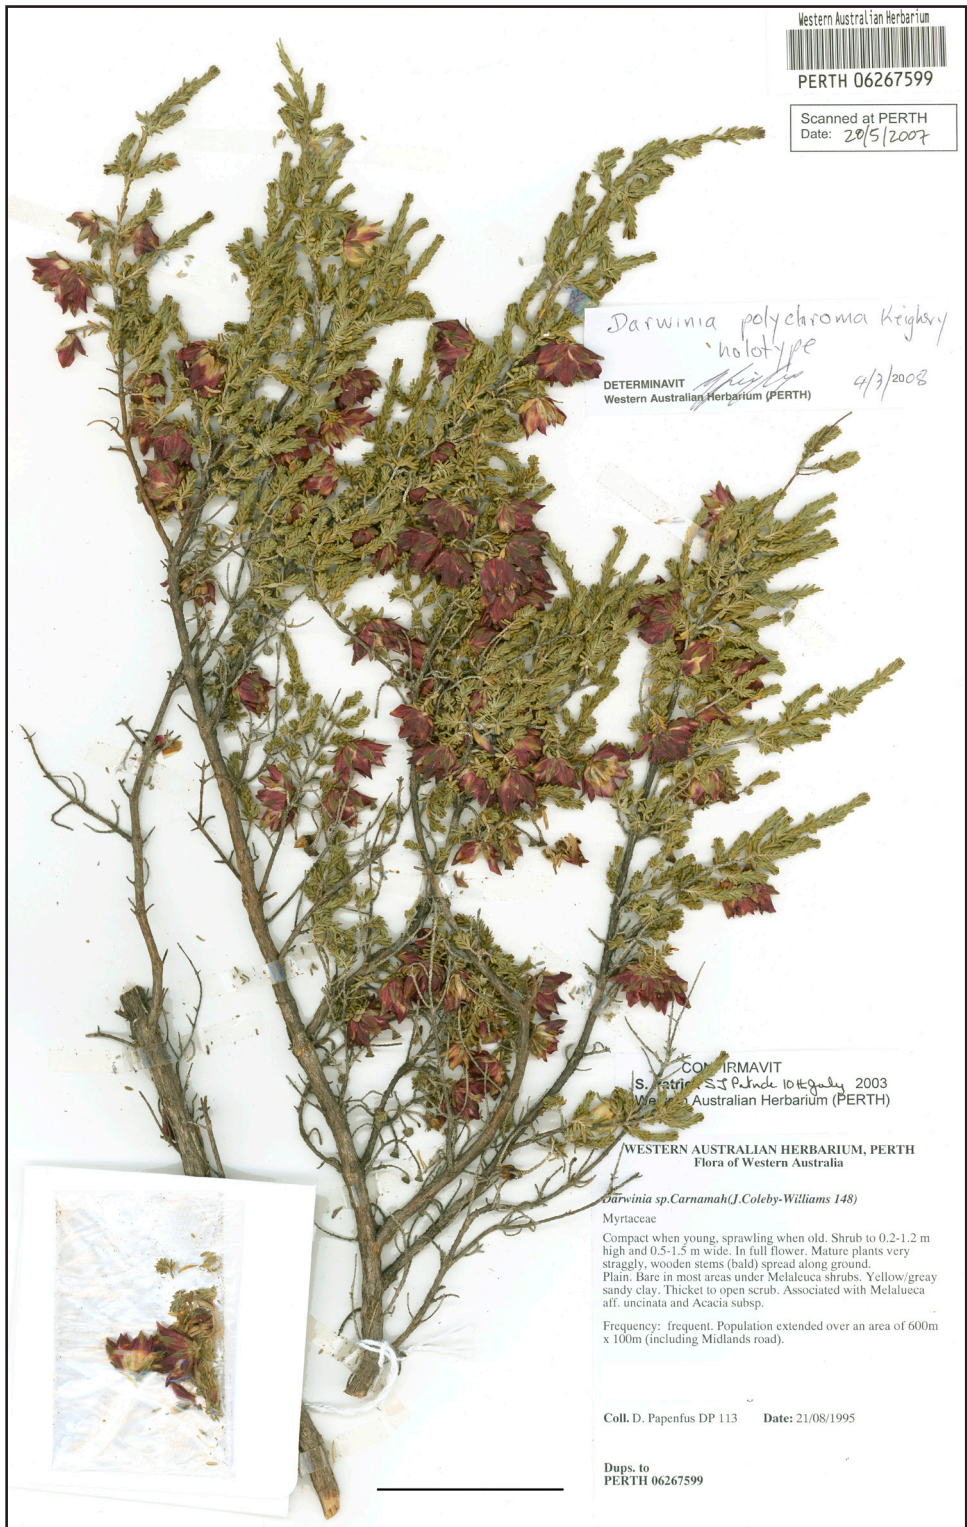 Western Australian Herbarium
PERTH 06267599
Scanned at PERTH
Date: 20/5/2007
Darwinia polychroma Keighery
holotype
DETERMINAVIT
Western Australian Herbarium (PERTH)
4/3/2008
CONFIRMAVIT
S. Patrick 10th July 2003
Western Australian Herbarium (PERTH)
WESTERN AUSTRALIAN HERBARIUM, PERTH
Flora of Western Australia
Darwinia sp.Carnamah(J.Coleby-Williams 148)
Myrtaceae
Compact when young, sprawling when old. Shrub to 0.2-1.2 m
high and 0.5-1.5 m wide. In full flower. Mature plants very
straggly, wooden stems (bald) spread along ground.
Plain. Bare in most areas under Melaleuca shrubs. Yellow/greay
sandy clay. Thicket to open scrub. Associated with Melalueca
aff. uncinata and Acacia subsp.
Frequency: frequent. Population extended over an area of 600m
x 100m (including Midlands road).
Coll. D. Papenfus DP 113 Date: 21/08/1995
Dups. to
PERTH 06267599